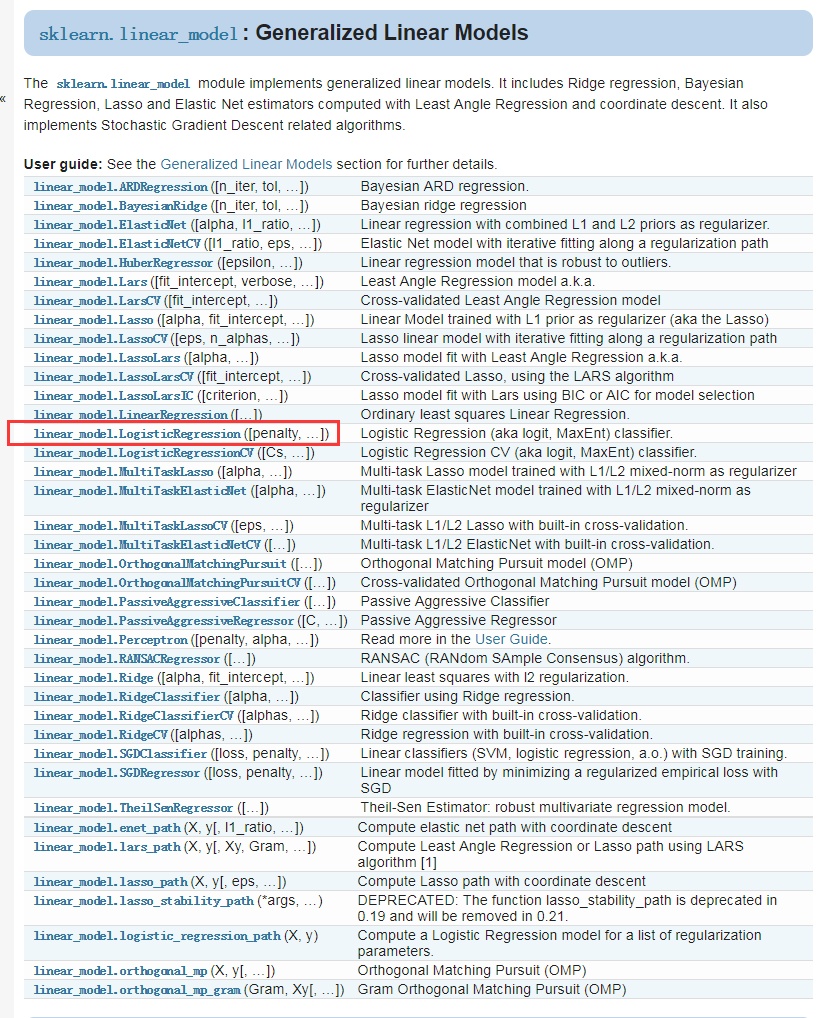 sklearn.linear_model: Generalized Linear Models
«
The sklearn.linear_model module implements generalized linear models. It includes Ridge regression, Bayesian
Regression, Lasso and Elastic Net estimators computed with Least Angle Regression and coordinate descent. It also
implements Stochastic Gradient Descent related algorithms.
User guide: See the Generalized Linear Models section for further details.
linear_model.ARDRegression([n_iter, tol, …]) Bayesian ARD regression.
linear_model.BayesianRidge([n_iter, tol, …]) Bayesian ridge regression
linear_model.ElasticNet([alpha, l1_ratio, …]) Linear regression with combined L1 and L2 priors as regularizer.
linear_model.ElasticNetCV([l1_ratio, eps, …]) Elastic Net model with iterative fitting along a regularization path
linear_model.HuberRegressor([epsilon, …]) Linear regression model that is robust to outliers.
linear_model.Lars([fit_intercept, verbose, …]) Least Angle Regression model a.k.a.
linear_model.LarsCV([fit_intercept, …]) Cross-validated Least Angle Regression model
linear_model.Lasso([alpha, fit_intercept, …]) Linear Model trained with L1 prior as regularizer (aka the Lasso)
linear_model.LassoCV([eps, n_alphas, …]) Lasso linear model with iterative fitting along a regularization path
linear_model.LassoLars([alpha, …]) Lasso model fit with Least Angle Regression a.k.a.
linear_model.LassoLarsCV([fit_intercept, …]) Cross-validated Lasso, using the LARS algorithm
linear_model.LassoLarsIC([criterion, …]) Lasso model fit with Lars using BIC or AIC for model selection
linear_model.LinearRegression([…]) Ordinary least squares Linear Regression.
linear_model.LogisticRegression([penalty, …]) Logistic Regression (aka logit, MaxEnt) classifier.
linear_model.LogisticRegressionCV([Cs, …]) Logistic Regression CV (aka logit, MaxEnt) classifier.
linear_model.MultiTaskLasso([alpha, …]) Multi-task Lasso model trained with L1/L2 mixed-norm as regularizer
linear_model.MultiTaskElasticNet([alpha, …]) Multi-task ElasticNet model trained with L1/L2 mixed-norm as
regularizer
linear_model.MultiTaskLassoCV([eps, …]) Multi-task L1/L2 Lasso with built-in cross-validation.
linear_model.MultiTaskElasticNetCV([…]) Multi-task L1/L2 ElasticNet with built-in cross-validation.
linear_model.OrthogonalMatchingPursuit([…]) Orthogonal Matching Pursuit model (OMP)
linear_model.OrthogonalMatchingPursuitCV([…]) Cross-validated Orthogonal Matching Pursuit model (OMP)
linear_model.PassiveAggressiveClassifier([…]) Passive Aggressive Classifier
linear_model.PassiveAggressiveRegressor([C, …]) Passive Aggressive Regressor
linear_model.Perceptron([penalty, alpha, …]) Read more in the User Guide.
linear_model.RANSACRegressor([…]) RANSAC (RANdom SAmple Consensus) algorithm.
linear_model.Ridge([alpha, fit_intercept, …]) Linear least squares with l2 regularization.
linear_model.RidgeClassifier([alpha, …]) Classifier using Ridge regression.
linear_model.RidgeClassifierCV([alphas, …]) Ridge classifier with built-in cross-validation.
linear_model.RidgeCV([alphas, …]) Ridge regression with built-in cross-validation.
linear_model.SGDClassifier([loss, penalty, …]) Linear classifiers (SVM, logistic regression, a.o.) with SGD training.
linear_model.SGDRegressor([loss, penalty, …]) Linear model fitted by minimizing a regularized empirical loss with
SGD
linear_model.TheilSenRegressor([…]) Theil-Sen Estimator: robust multivariate regression model.
linear_model.enet_path(X, y[, l1_ratio, …]) Compute elastic net path with coordinate descent
linear_model.lars_path(X, y[, Xy, Gram, …]) Compute Least Angle Regression or Lasso path using LARS
algorithm [1]
linear_model.lasso_path(X, y[, eps, …]) Compute Lasso path with coordinate descent
linear_model.lasso_stability_path(*args, …) DEPRECATED: The function lasso_stability_path is deprecated in
0.19 and will be removed in 0.21.
linear_model.logistic_regression_path(X, y) Compute a Logistic Regression model for a list of regularization
parameters.
linear_model.orthogonal_mp(X, y[, …]) Orthogonal Matching Pursuit (OMP)
linear_model.orthogonal_mp_gram(Gram, Xy[, …]) Gram Orthogonal Matching Pursuit (OMP)